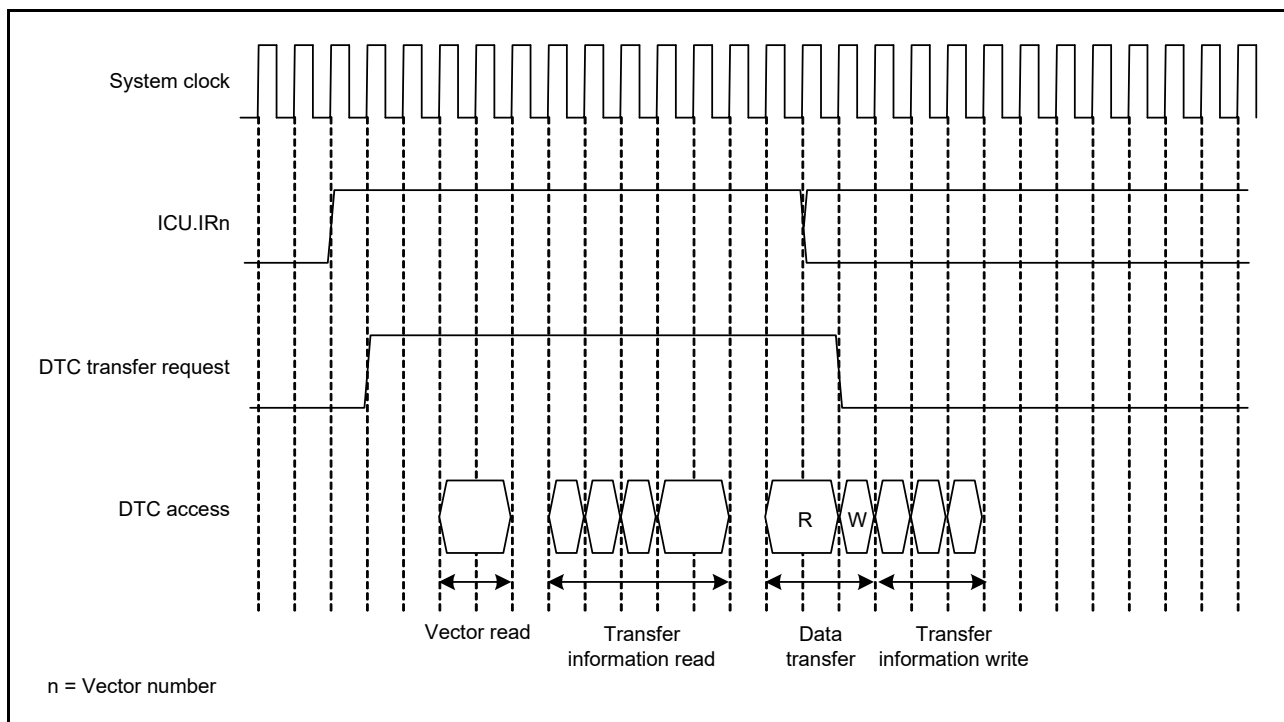 System clock
ICU.IRn
DTC transfer request
DTC access
R
W
Vector read
Transfer
information read
Data
transfer
Transfer
information write
n = Vector number